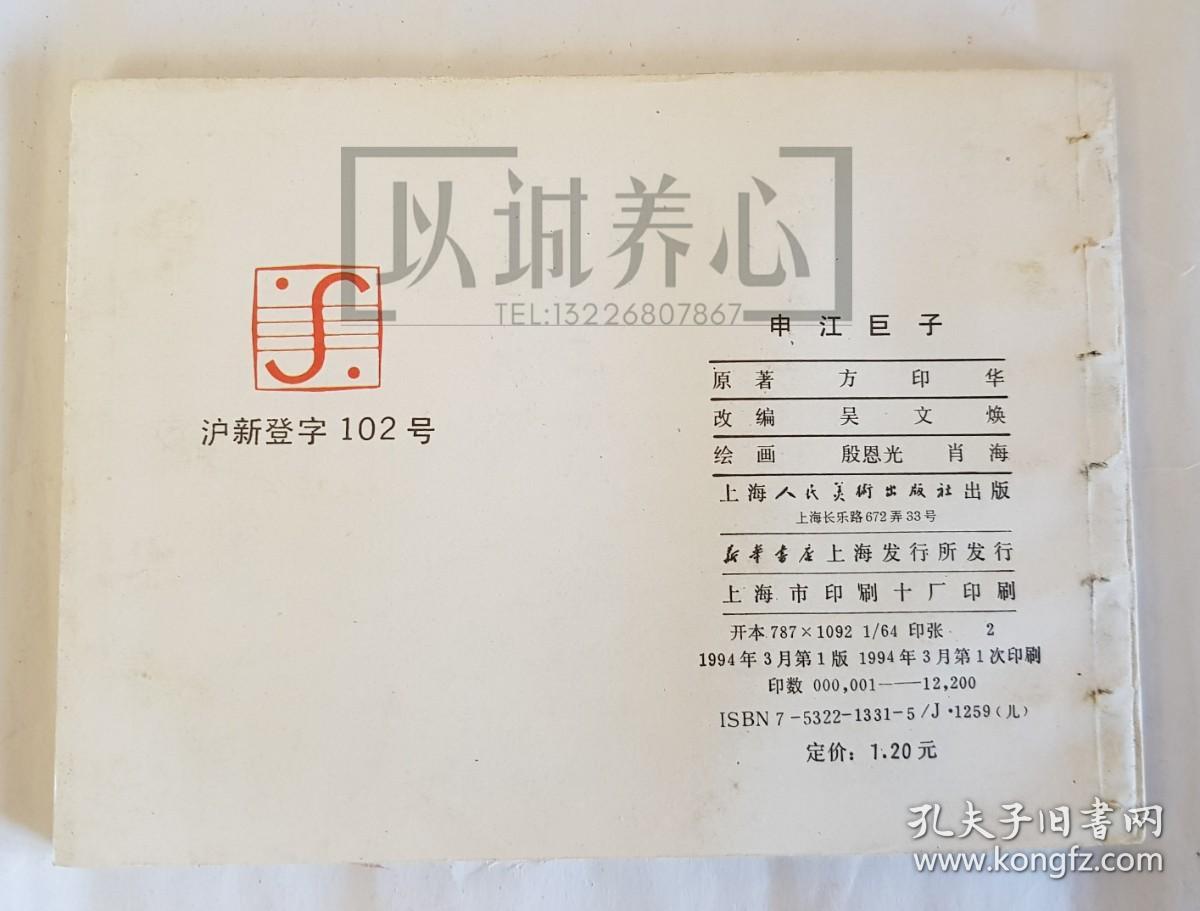 以诚养心
TEL:13226807867
沪新登字 102 号
申江巨子
原著 方印华
改编 吴文焕
绘画 殷恩光 肖海
上海人民美術出版社出版
上海长乐路672弄33号
新华书店上海发行所发行
上海市印刷十厂印刷
开本 787×1092 1/64 印张 2
1994年3月第1版 1994年3月第1次印刷
印数 000,001——12,200
ISBN 7-5322-1331-5/J·1259(儿)
定价：1.20元
孔夫子旧书网
www.kongfz.com